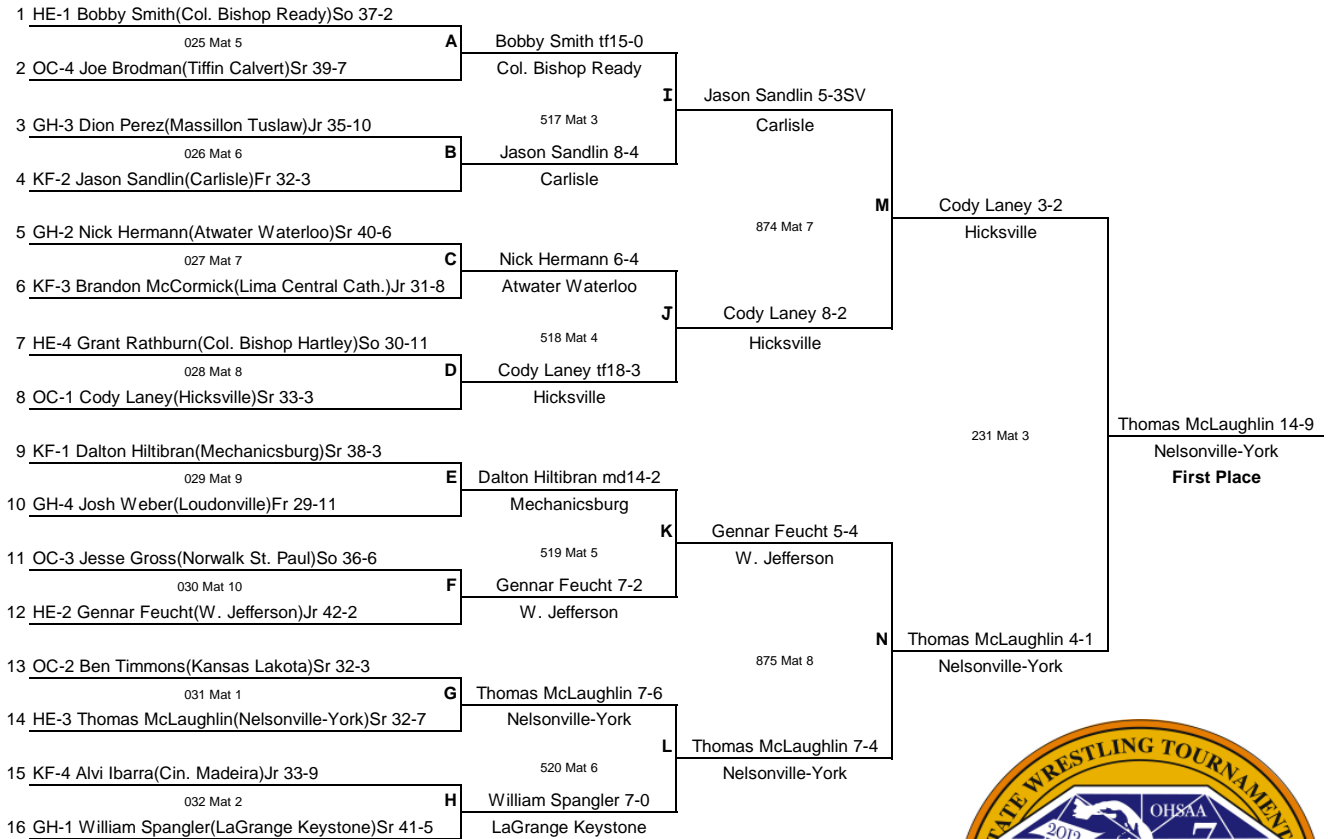 1 HE-1 Bobby Smith(Col. Bishop Ready)So 37-2
025 Mat 5
A
2 OC-4 Joe Brodman(Tiffin Calvert)Sr 39-7
Bobby Smith tf15-0
Col. Bishop Ready
3 GH-3 Dion Perez(Massillon Tuslaw)Jr 35-10
026 Mat 6
B
4 KF-2 Jason Sandlin(Carlisle)Fr 32-3
517 Mat 3
I
Jason Sandlin 8-4
Carlisle
Jason Sandlin 5-3SV
Carlisle
5 GH-2 Nick Hermann(Atwater Waterloo)Sr 40-6
027 Mat 7
C
6 KF-3 Brandon McCormick(Lima Central Cath.)Jr 31-8
Nick Hermann 6-4
Atwater Waterloo
7 HE-4 Grant Rathburn(Col. Bishop Hartley)So 30-11
028 Mat 8
D
8 OC-1 Cody Laney(Hicksville)Sr 33-3
518 Mat 4
J
Cody Laney tf18-3
Hicksville
Cody Laney 8-2
Hicksville
874 Mat 7
M
Cody Laney 3-2
Hicksville
9 KF-1 Dalton Hiltibran(Mechanicsburg)Sr 38-3
029 Mat 9
E
10 GH-4 Josh Weber(Loudonville)Fr 29-11
Dalton Hiltibran md14-2
Mechanicsburg
11 OC-3 Jesse Gross(Norwalk St. Paul)So 36-6
030 Mat 10
F
12 HE-2 Gennar Feucht(W. Jefferson)Jr 42-2
519 Mat 5
K
Gennar Feucht 7-2
W. Jefferson
Gennar Feucht 5-4
W. Jefferson
13 OC-2 Ben Timmons(Kansas Lakota)Sr 32-3
031 Mat 1
G
14 HE-3 Thomas McLaughlin(Nelsonville-York)Sr 32-7
Thomas McLaughlin 7-6
Nelsonville-York
15 KF-4 Alvi Ibarra(Cin. Madeira)Jr 33-9
032 Mat 2
H
16 GH-1 William Spangler(LaGrange Keystone)Sr 41-5
520 Mat 6
L
William Spangler 7-0
LaGrange Keystone
Thomas McLaughlin 7-4
Nelsonville-York
875 Mat 8
N
Thomas McLaughlin 4-1
Nelsonville-York
231 Mat 3
Thomas McLaughlin 14-9
Nelsonville-York
First Place
STATE WRESTLING TOURNAMENT
2012
OHSAA